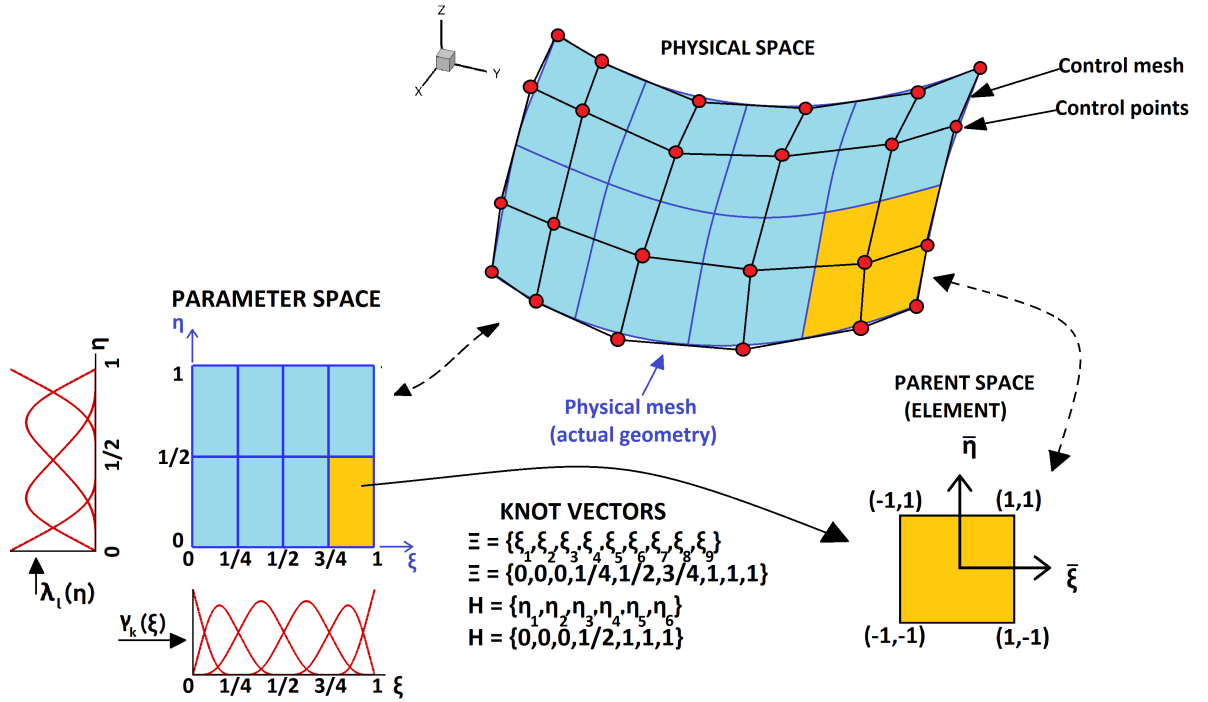 Z
Y
X
PHYSICAL SPACE
Control mesh
Control points
PARAMETER SPACE
η
η
1
1/2
0
1
1/2
0
0 1/4 1/2 3/4 1
ξ
λₗ(η)
γₖ(ξ)
0 1/4 1/2 3/4 1 ξ
Physical mesh
(actual geometry)
KNOT VECTORS
Ξ = {ξ₁,ξ₂,ξ₃,ξ₄,ξ₅,ξ₆,ξ₇,ξ₈,ξ₉}
Ξ = {0,0,0,1/4,1/2,3/4,1,1,1}
H = {η₁,η₂,η₃,η₄,η₅,η₆}
H = {0,0,0,1/2,1,1,1}
PARENT SPACE
(ELEMENT)
η̅
(-1,1) (1,1)
ξ̅
(-1,-1) (1,-1)